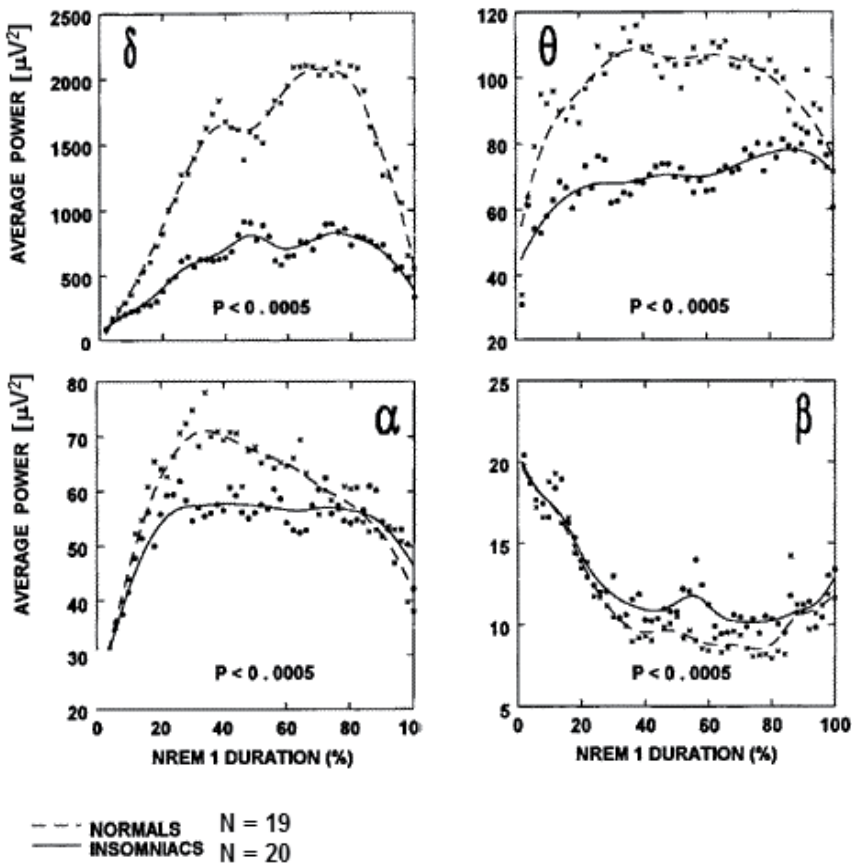 AVERAGE POWER [μV²]
2500
2000
1500
1000
500
0
δ
P < 0.0005
120
100
80
60
40
20
θ
P < 0.0005
AVERAGE POWER [μV²]
80
70
60
50
40
30
20
α
P < 0.0005
0 20 40 60 80 10
NREM 1 DURATION (%)
25
20
15
10
5
β
P < 0.0005
0 20 40 60 80 100
NREM 1 DURATION (%)
NORMALS N = 19
INSOMNIACS N = 20